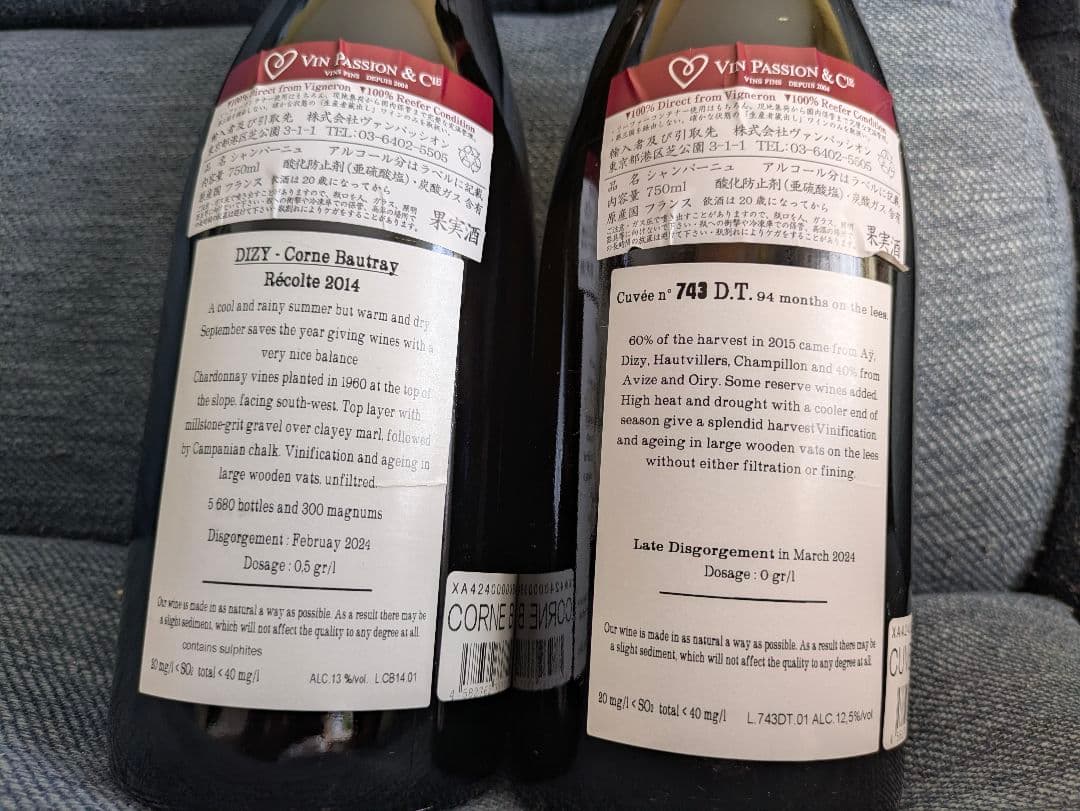 VIN PASSION & CIE
VINS FINS DEPUIS 2004
▼100% Direct from Vigneron ▼100% Reefer Condition
輸入者及び引取先 株式会社ヴァンパッシオン
東京都港区芝公園 3-1-1 TEL:03-6402-5505
品 名 シャンパーニュ アルコール分はラベルに記載
内容量 750ml 酸化防止剤(亜硫酸塩)・炭酸ガス含有
原産国 フランス 飲酒は20歳になってから
果実酒
DIZY - Corne Bautray
Récolte 2014
A cool and rainy summer but warm and dry
September saves the year giving wines with a
very nice balance
Chardonnay vines planted in 1960 at the top of
the slope, facing south-west. Top layer with
millstone-grit gravel over clayey marl, followed
by Campanian chalk. Vinification and ageing in
large wooden vats, unfiltred.
5 680 bottles and 300 magnums
Disgorgement : Februay 2024
Dosage : 0,5 gr/l
Our wine is made in as natural a way as possible. As a result there may be
a slight sediment, which will not affect the quality to any degree at all.
contains sulphites
20 mg/l < SO₂ total < 40 mg/l
ALC.13 %/vol. L.CB14.01
CORNE B
VIN PASSION & CIE
VINS FINS DEPUIS 2004
▼100% Direct from Vigneron ▼100% Reefer Condition
輸入者及び引取先 株式会社ヴァンパッシオン
東京都港区芝公園 3-1-1 TEL:03-6402-5505
品 名 シャンパーニュ アルコール分はラベルに記載
内容量 750ml 酸化防止剤(亜硫酸塩)・炭酸ガス含有
原産国 フランス 飲酒は20歳になってから
果実酒
Cuvée n° 743 D.T. 94 months on the lees.
60% of the harvest in 2015 came from Aÿ,
Dizy, Hautvillers, Champillon and 40% from
Avize and Oiry. Some reserve wines added.
High heat and drought with a cooler end of
season give a splendid harvestVinification
and ageing in large wooden vats on the lees
without either filtration or fining.
Late Disgorgement in March 2024
Dosage : 0 gr/l
Our wine is made in as natural a way as possible. As a result there may be
a slight sediment, which will not affect the quality to any degree at all.
20 mg/l < SO₂ total < 40 mg/l
L.743DT.01 ALC.12,5%/vol
XA424
CUV